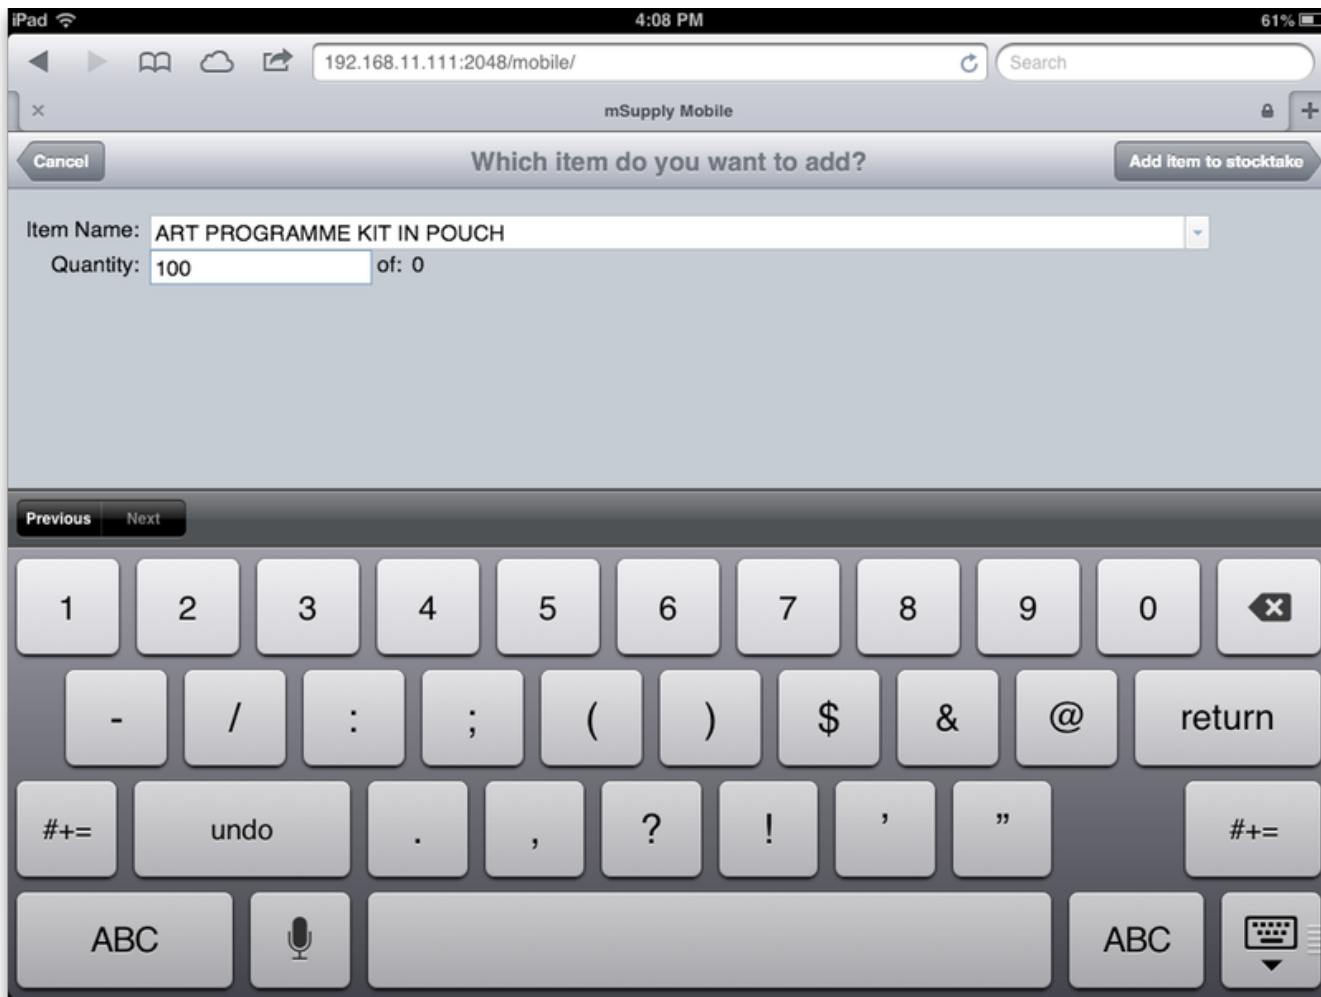 iPad 4:08 PM 61%
192.168.11.111:2048/mobile/ Search
mSupply Mobile
Cancel Which item do you want to add? Add item to stocktake
Item Name: ART PROGRAMME KIT IN POUCH
Quantity: 100 of: 0
Previous Next
1 2 3 4 5 6 7 8 9 0
- / : ; ( ) $ & @ return
#+= undo . , ? ! ’ ” #+=
ABC ABC